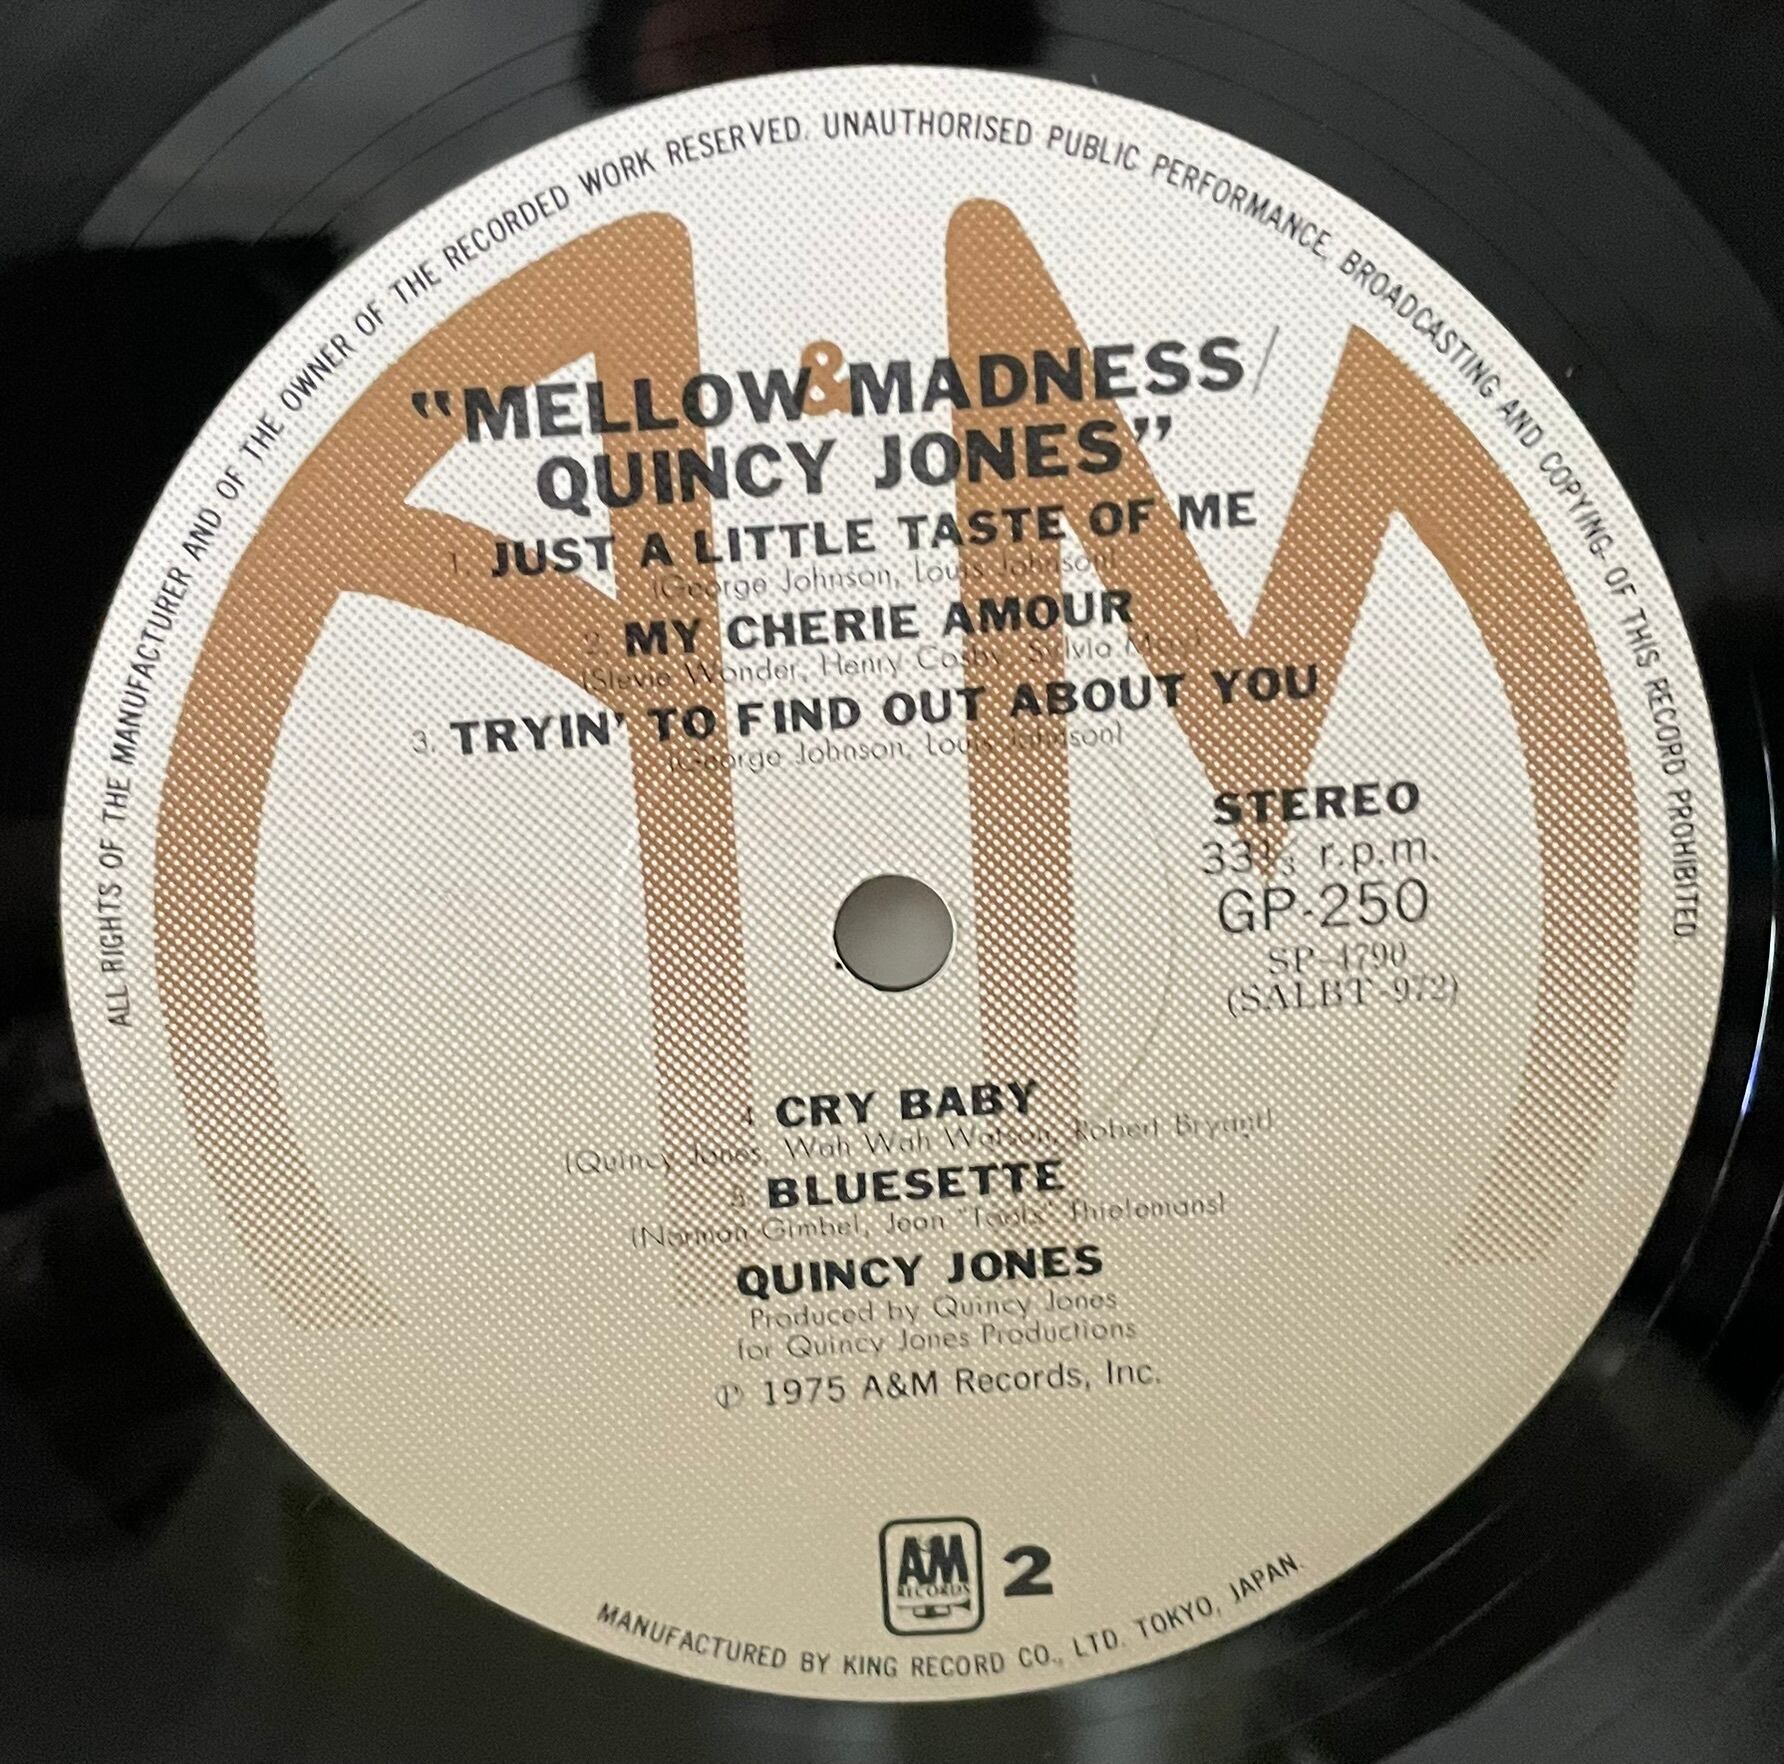 ALL RIGHTS OF THE MANUFACTURER AND OF THE OWNER OF THE RECORDED WORK RESERVED. UNAUTHORISED PUBLIC PERFORMANCE, BROADCASTING AND COPYING OF THIS RECORD PROHIBITED
&
"MELLOW MADNESS/
QUINCY JONES"
1. JUST A LITTLE TASTE OF ME
(George Johnson, Louis Johnson)
2. MY CHERIE AMOUR
(Stevie Wonder, Henry Cosby, Sylvia Moy)
3. TRYIN' TO FIND OUT ABOUT YOU
(George Johnson, Louis Johnson)
STEREO
33⅓ r.p.m.
GP-250
SP-4790
(SALBT-972)
4. CRY BABY
(Quincy Jones, Wah Wah Watson, Robert Bryant)
5. BLUESETTE
(Norman Gimbel, Jean "Toots" Thielemans)
QUINCY JONES
Produced by Quincy Jones
for Quincy Jones Productions
℗ 1975 A&M Records, Inc.
A&M RECORDS 2
MANUFACTURED BY KING RECORD CO., LTD. TOKYO, JAPAN.